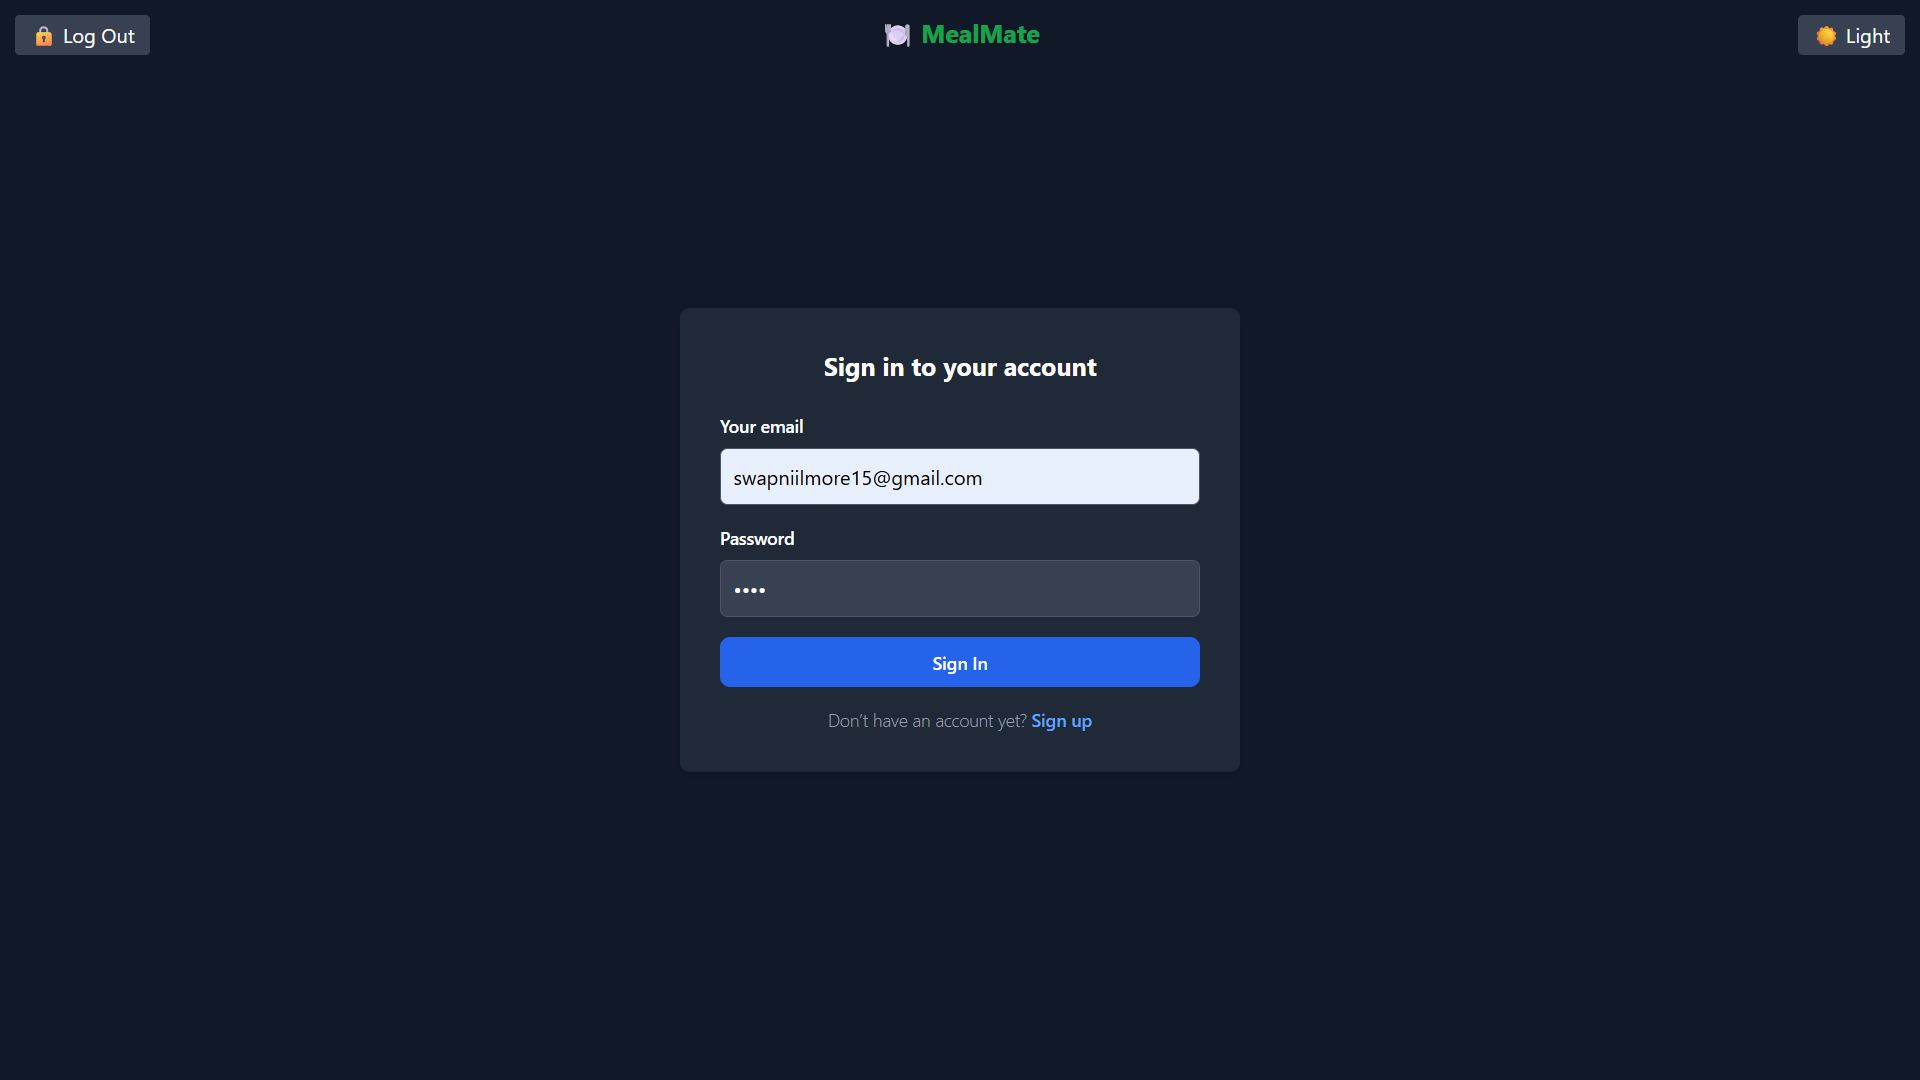 Log Out
MealMate
Light
Sign in to your account
Your email
swapniilmore15@gmail.com
Password
••••
Sign In
Don’t have an account yet? Sign up